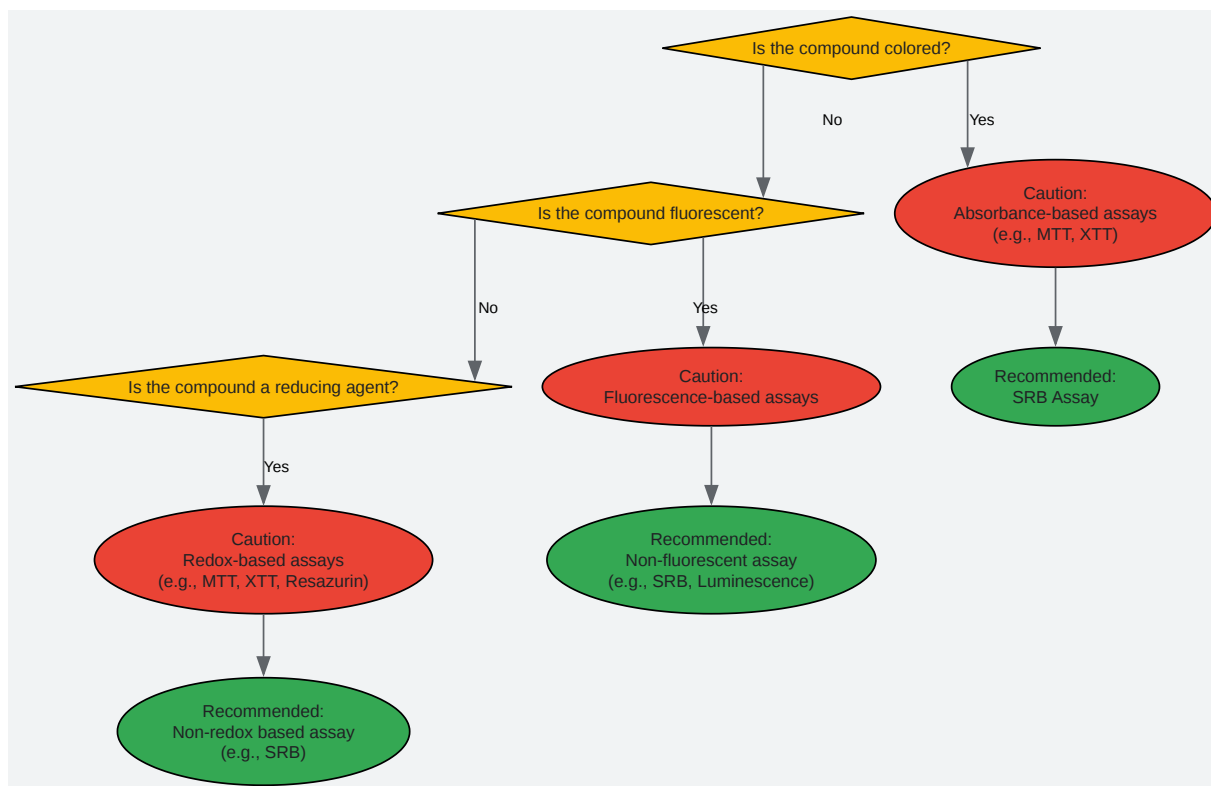 Is the compound colored?
No
Yes
Caution:
Absorbance-based assays
(e.g., MTT, XTT)
Is the compound fluorescent?
No
Yes
Caution:
Fluorescence-based assays
Recommended:
SRB Assay
Is the compound a reducing agent?
Yes
Caution:
Redox-based assays
(e.g., MTT, XTT, Resazurin)
Recommended:
Non-fluorescent assay
(e.g., SRB, Luminescence)
Recommended:
Non-redox based assay
(e.g., SRB)